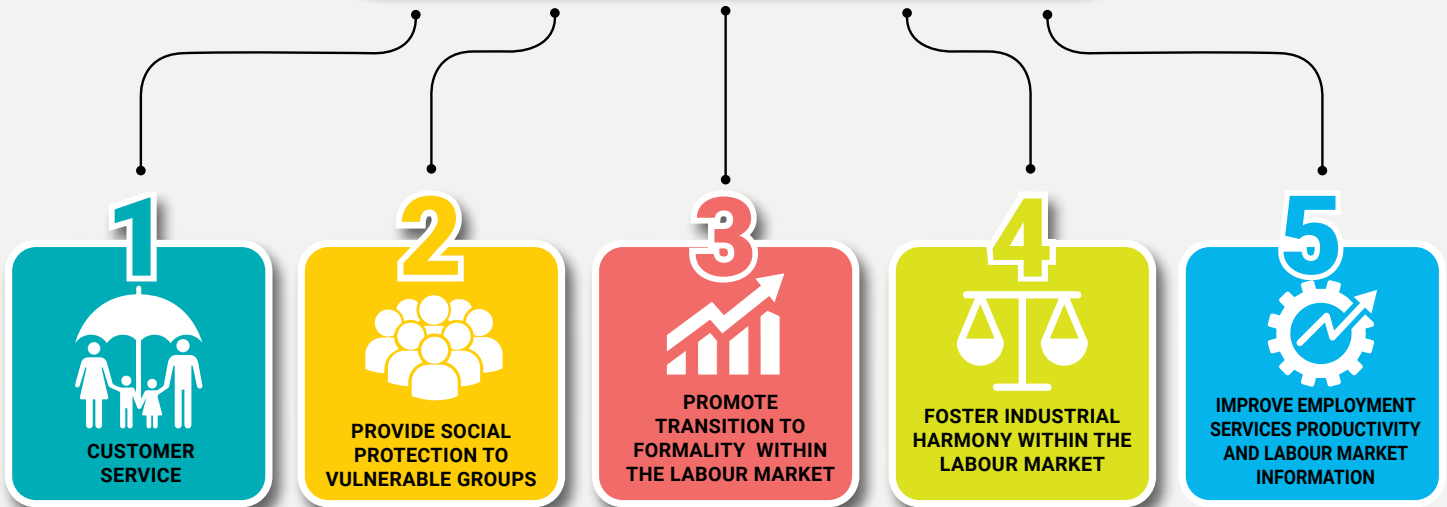 1
CUSTOMER
SERVICE
2
PROVIDE SOCIAL
PROTECTION TO
VULNERABLE GROUPS
3
PROMOTE
TRANSITION TO
FORMALITY WITHIN
THE LABOUR MARKET
4
FOSTER INDUSTRIAL
HARMONY WITHIN THE
LABOUR MARKET
5
IMPROVE EMPLOYMENT
SERVICES PRODUCTIVITY
AND LABOUR MARKET
INFORMATION